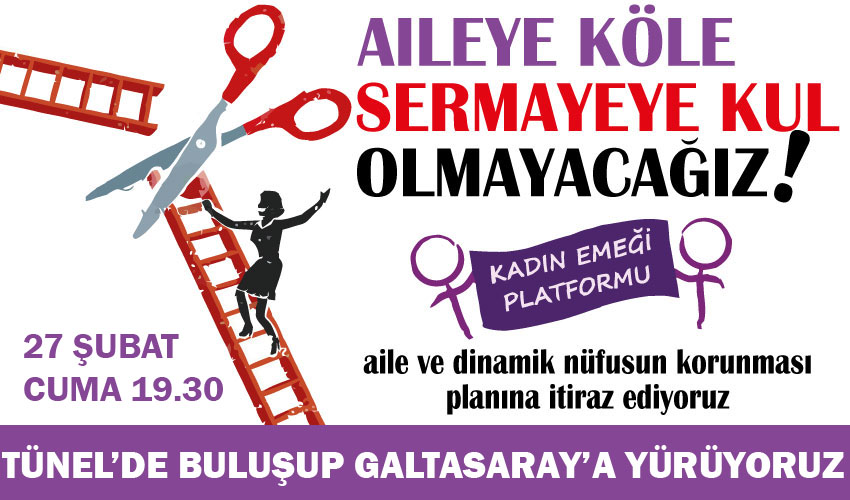 AILEYE KÖLE
SERMAYEYE KUL
OLMAYACAĞIZ!
KADIN EMEĞİ
PLATFORMU
27 ŞUBAT
CUMA 19.30
aile ve dinamik nüfusun korunması
planına itiraz ediyoruz
TÜNEL'DE BULUŞUP GALTASARAY'A YÜRÜYORUZ